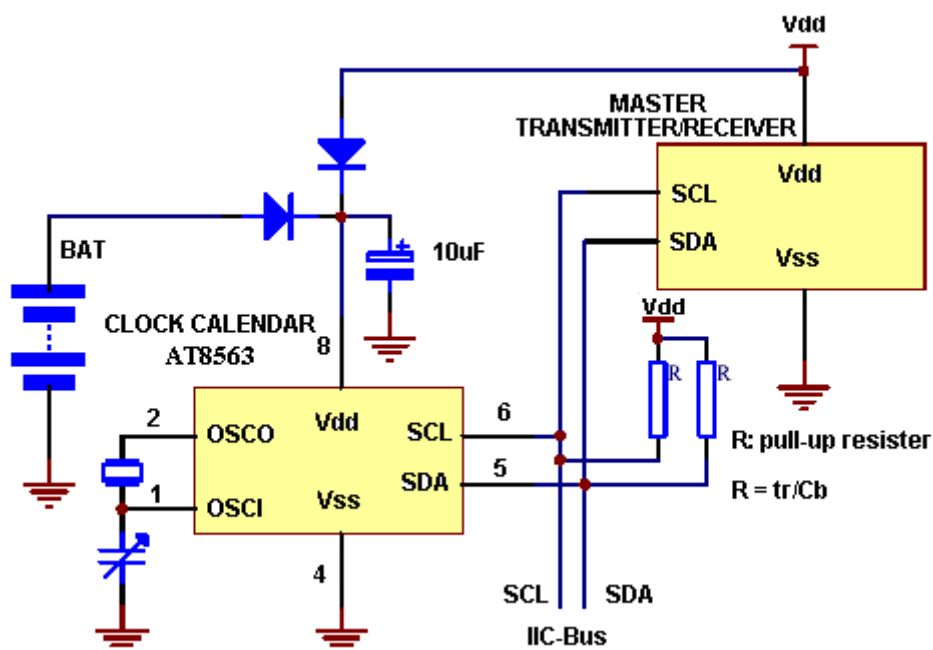 Vdd
MASTER
TRANSMITTER/RECEIVER
Vdd
SCL
SDA
Vss
BAT
10uF
Vdd
CLOCK CALENDAR
AT8563
8
R
R
2
OSCO
Vdd
SCL
6
R: pull-up resister
1
OSCI
Vss
SDA
5
R = tr/Cb
4
SCL
SDA
IIC-Bus